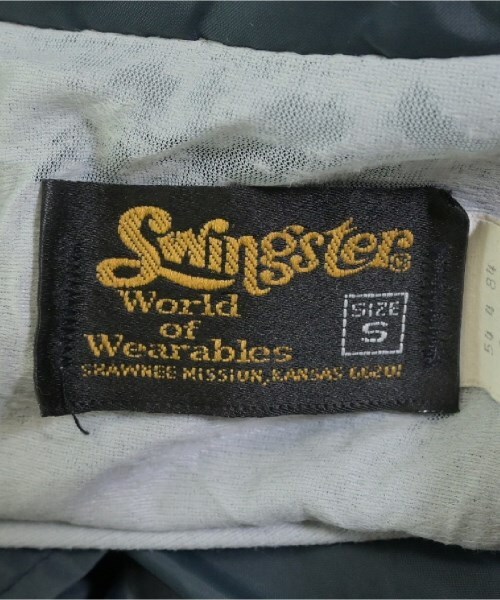 Swingster®
World
of
Wearables
SHAWNEE MISSION, KANSAS 66201
SIZE
S